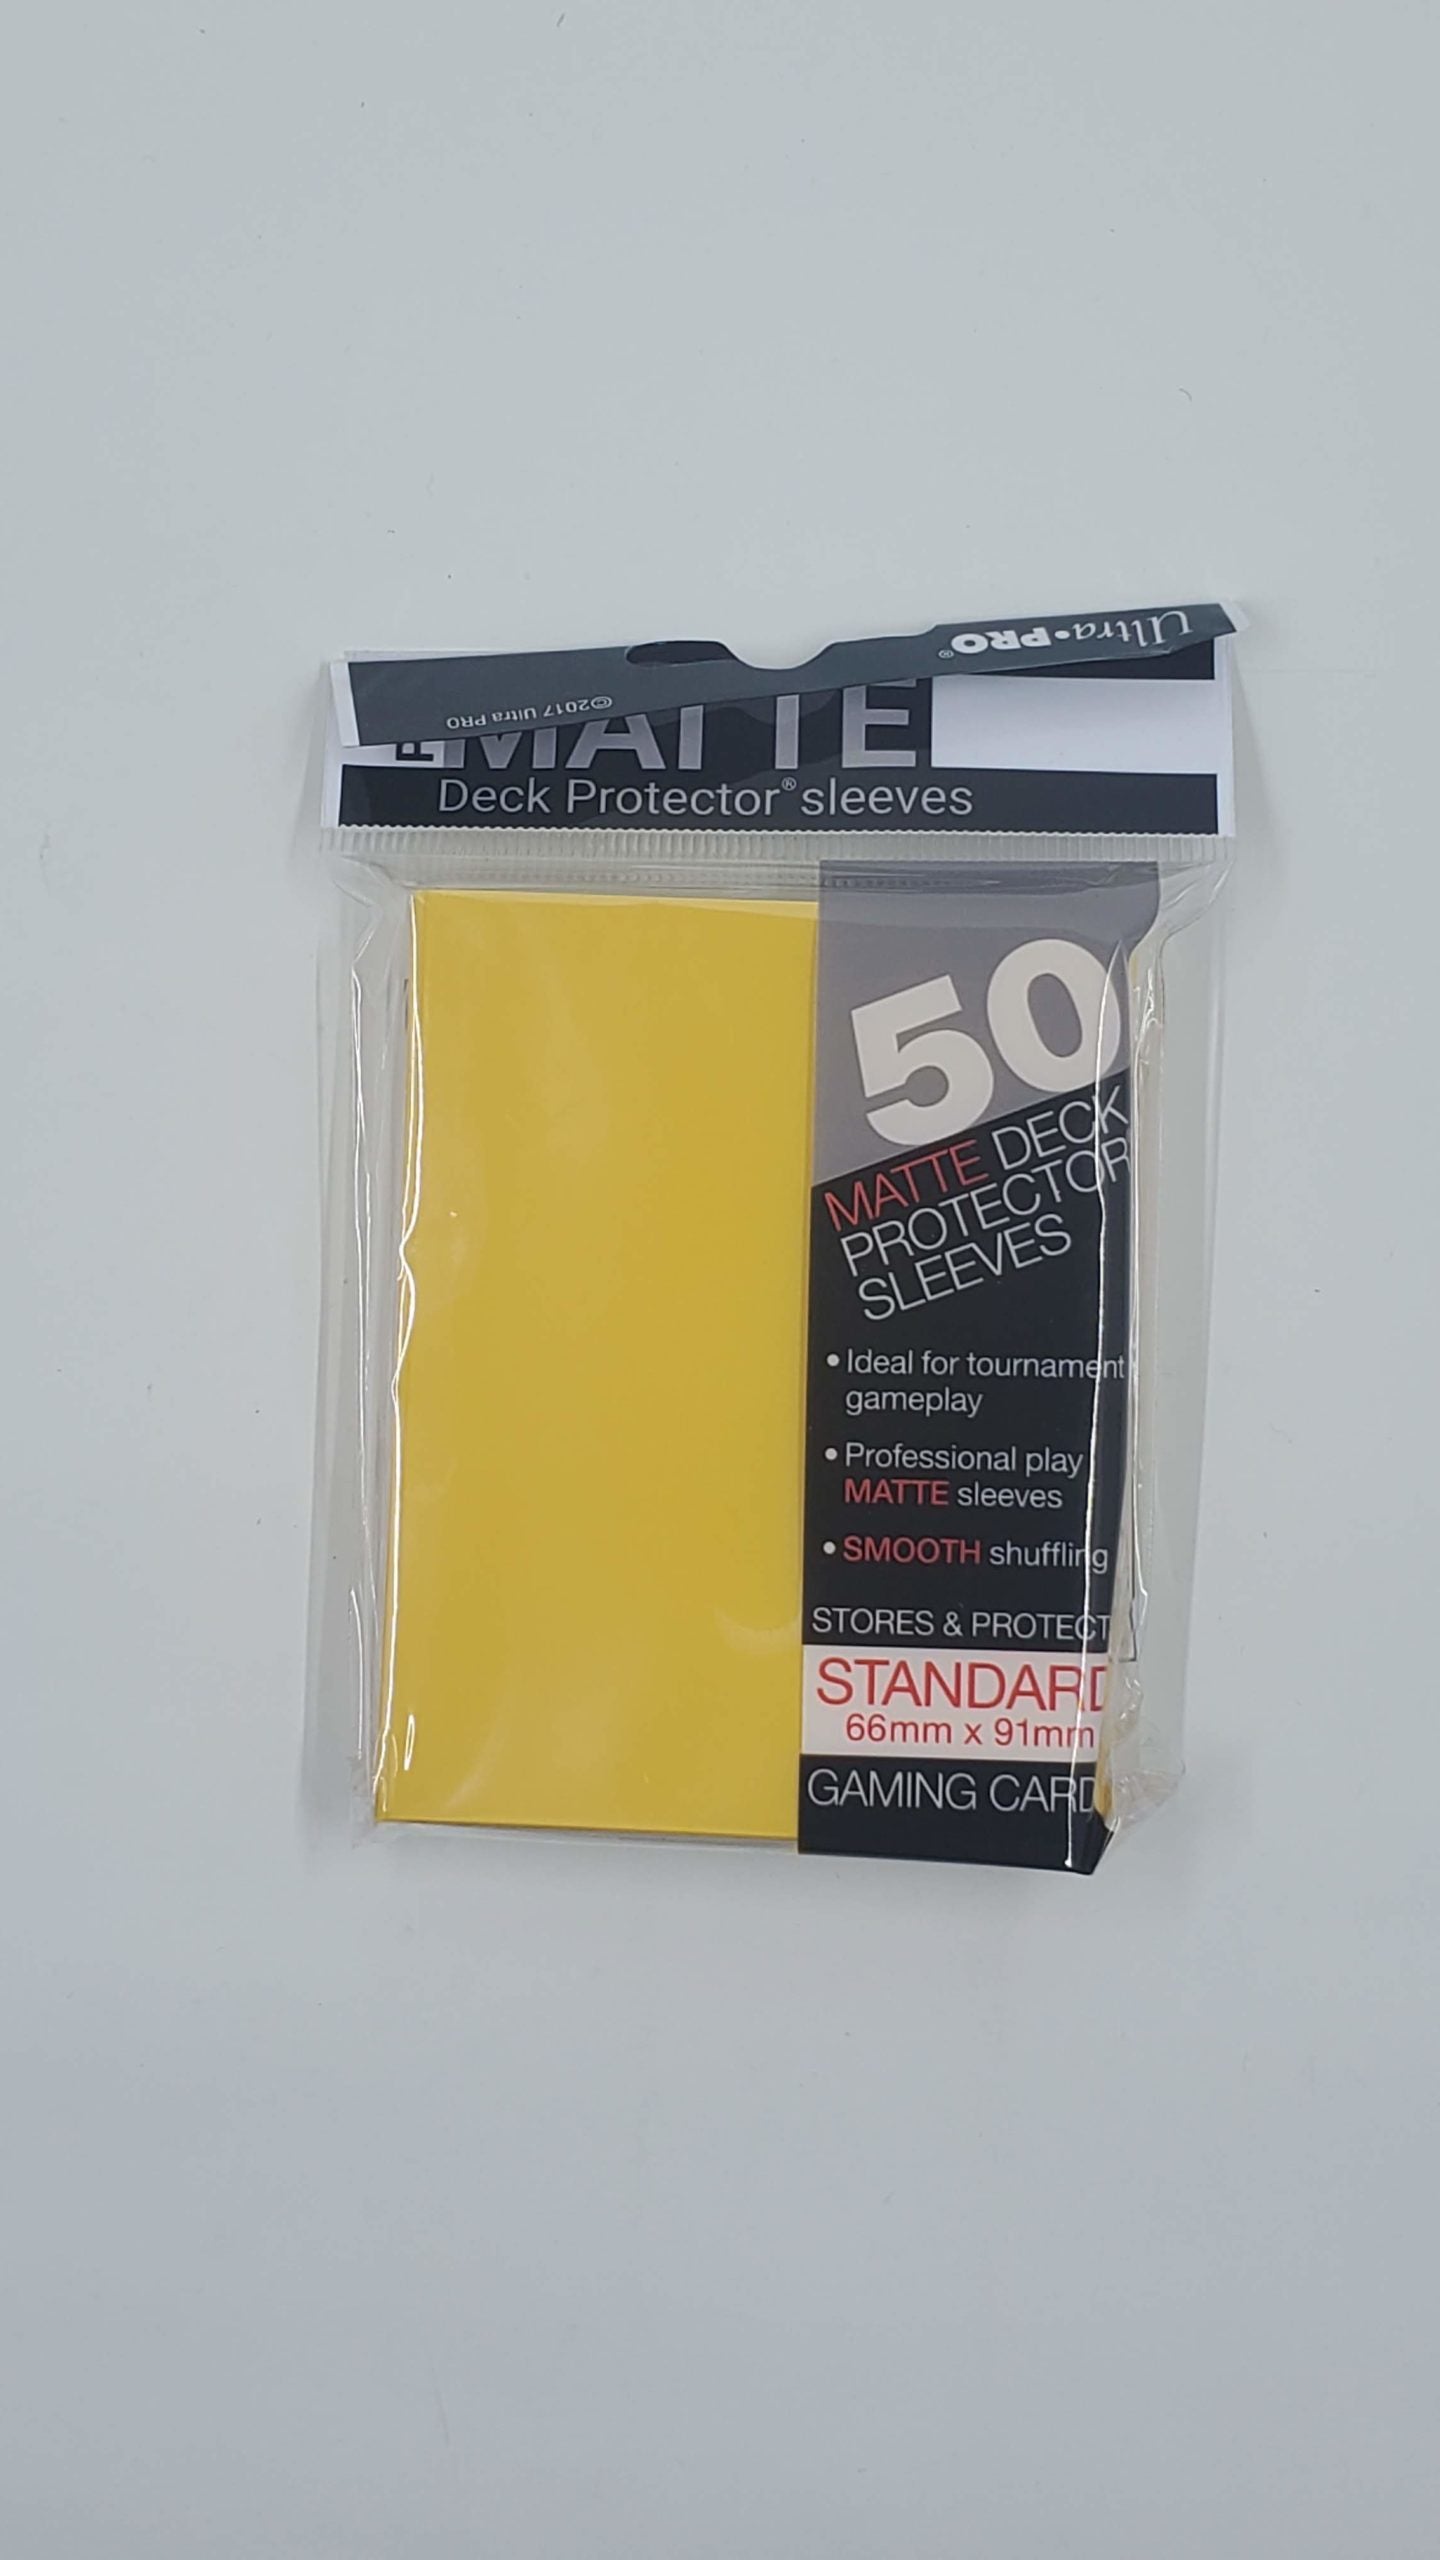 Ultra•PRO®
©2017 Ultra PRO
MATTE
Deck Protector® sleeves
50
MATTE DECK
PROTECTOR
SLEEVES
• Ideal for tournament
gameplay
• Professional play
MATTE sleeves
• SMOOTH shuffling
STORES & PROTECT
STANDARD
66mm x 91mm
GAMING CARD